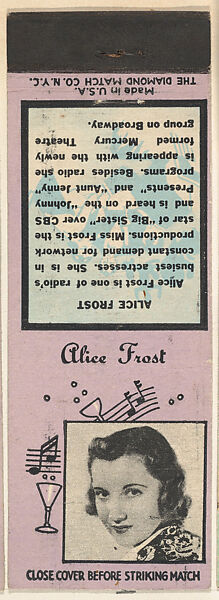 Made in U.S.A.
THE DIAMOND MATCH CO. N.Y.C.
ALICE FROST
Alice Frost is one of radio's
busiest actresses. She is in
constant demand for network
productions. Miss Frost is the
star of "Big Sister" over CBS
and is heard on the "Johnny
Presents" and "Aunt Jenny"
programs. Besides radio she
is appearing with the newly
formed Mercury Theatre
group on Broadway.
Alice Frost
CLOSE COVER BEFORE STRIKING MATCH